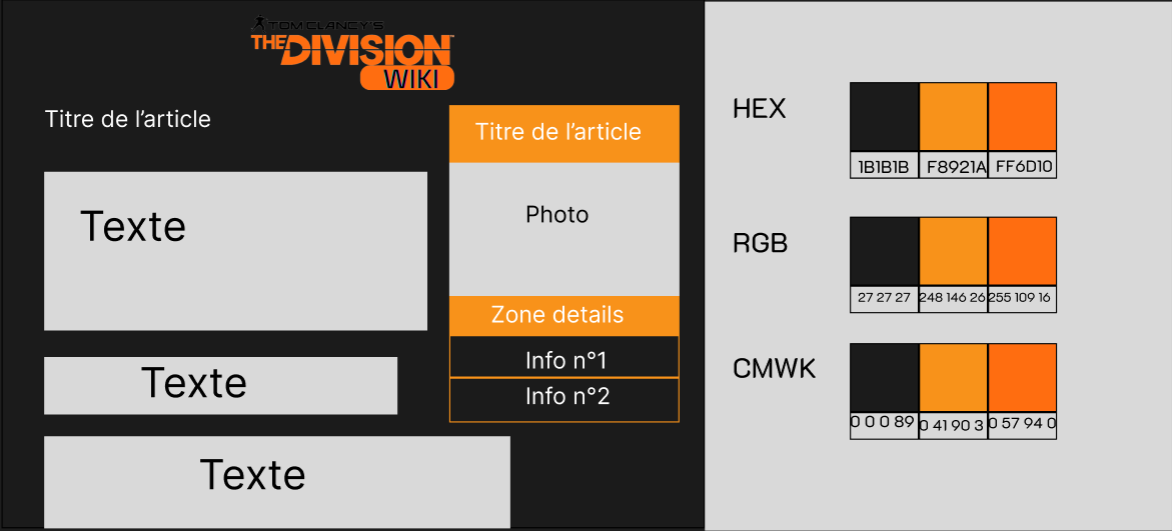 TOM CLANCY'S
THE DIVISION
WIKI
Titre de l'article
Texte
Texte
Texte
Titre de l'article
Photo
Zone details
Info n°1
Info n°2
HEX
1B1B1B F8921A FF6D10
RGB
27 27 27 248 146 26 255 109 16
CMWK
0 0 0 89 0 41 90 3 0 57 94 0